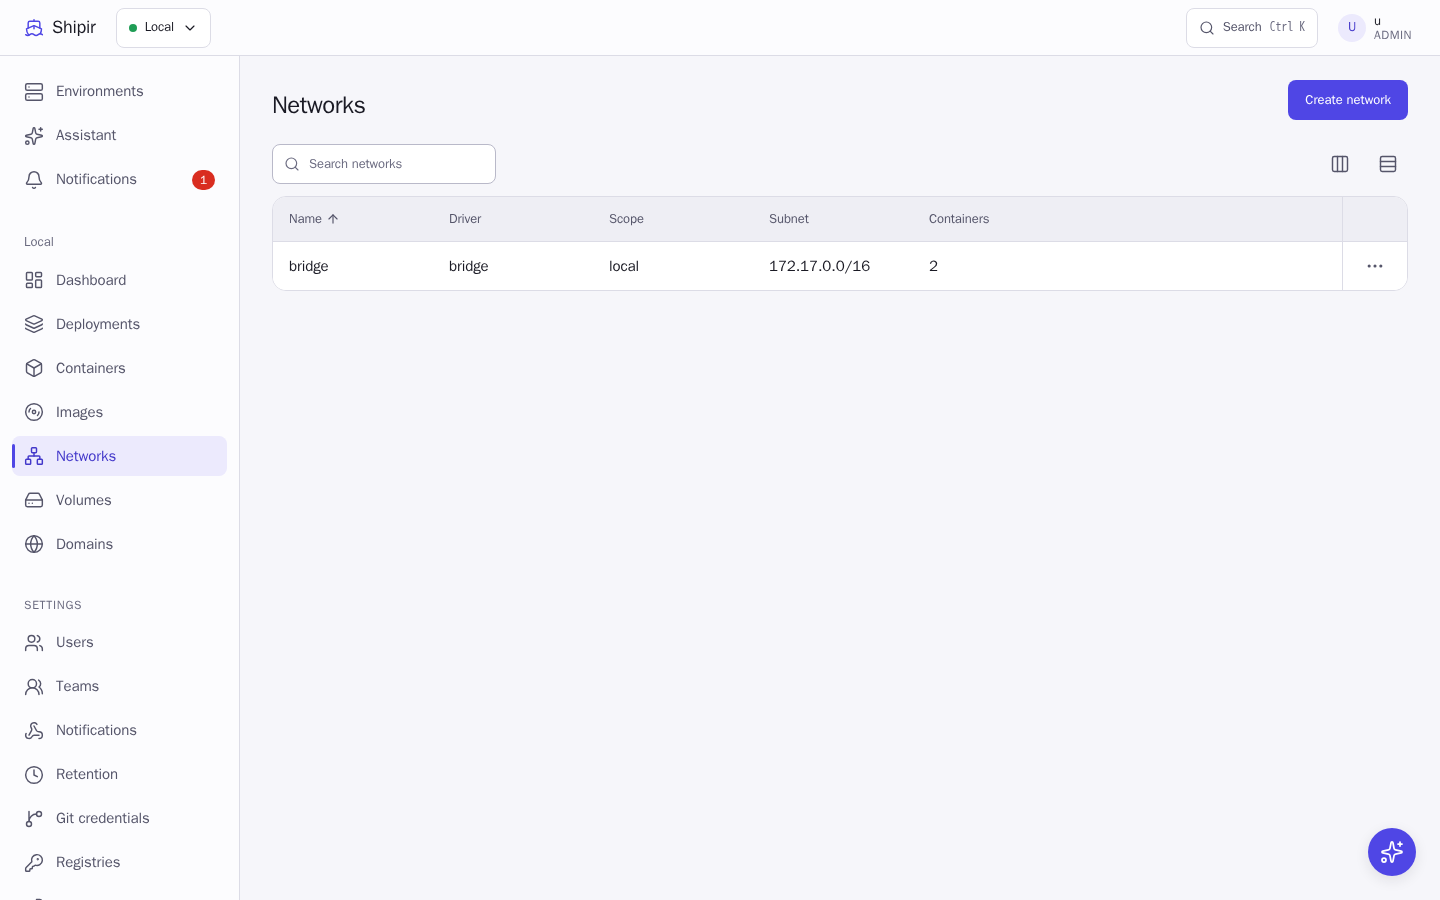 Shipir
Local
Search Ctrl K
U
u
ADMIN
Environments
Assistant
Notifications 1
Local
Dashboard
Deployments
Containers
Images
Networks
Volumes
Domains
SETTINGS
Users
Teams
Notifications
Retention
Git credentials
Registries
Networks
Create network
Search networks
Name Driver Scope Subnet Containers
bridge bridge local 172.17.0.0/16 2